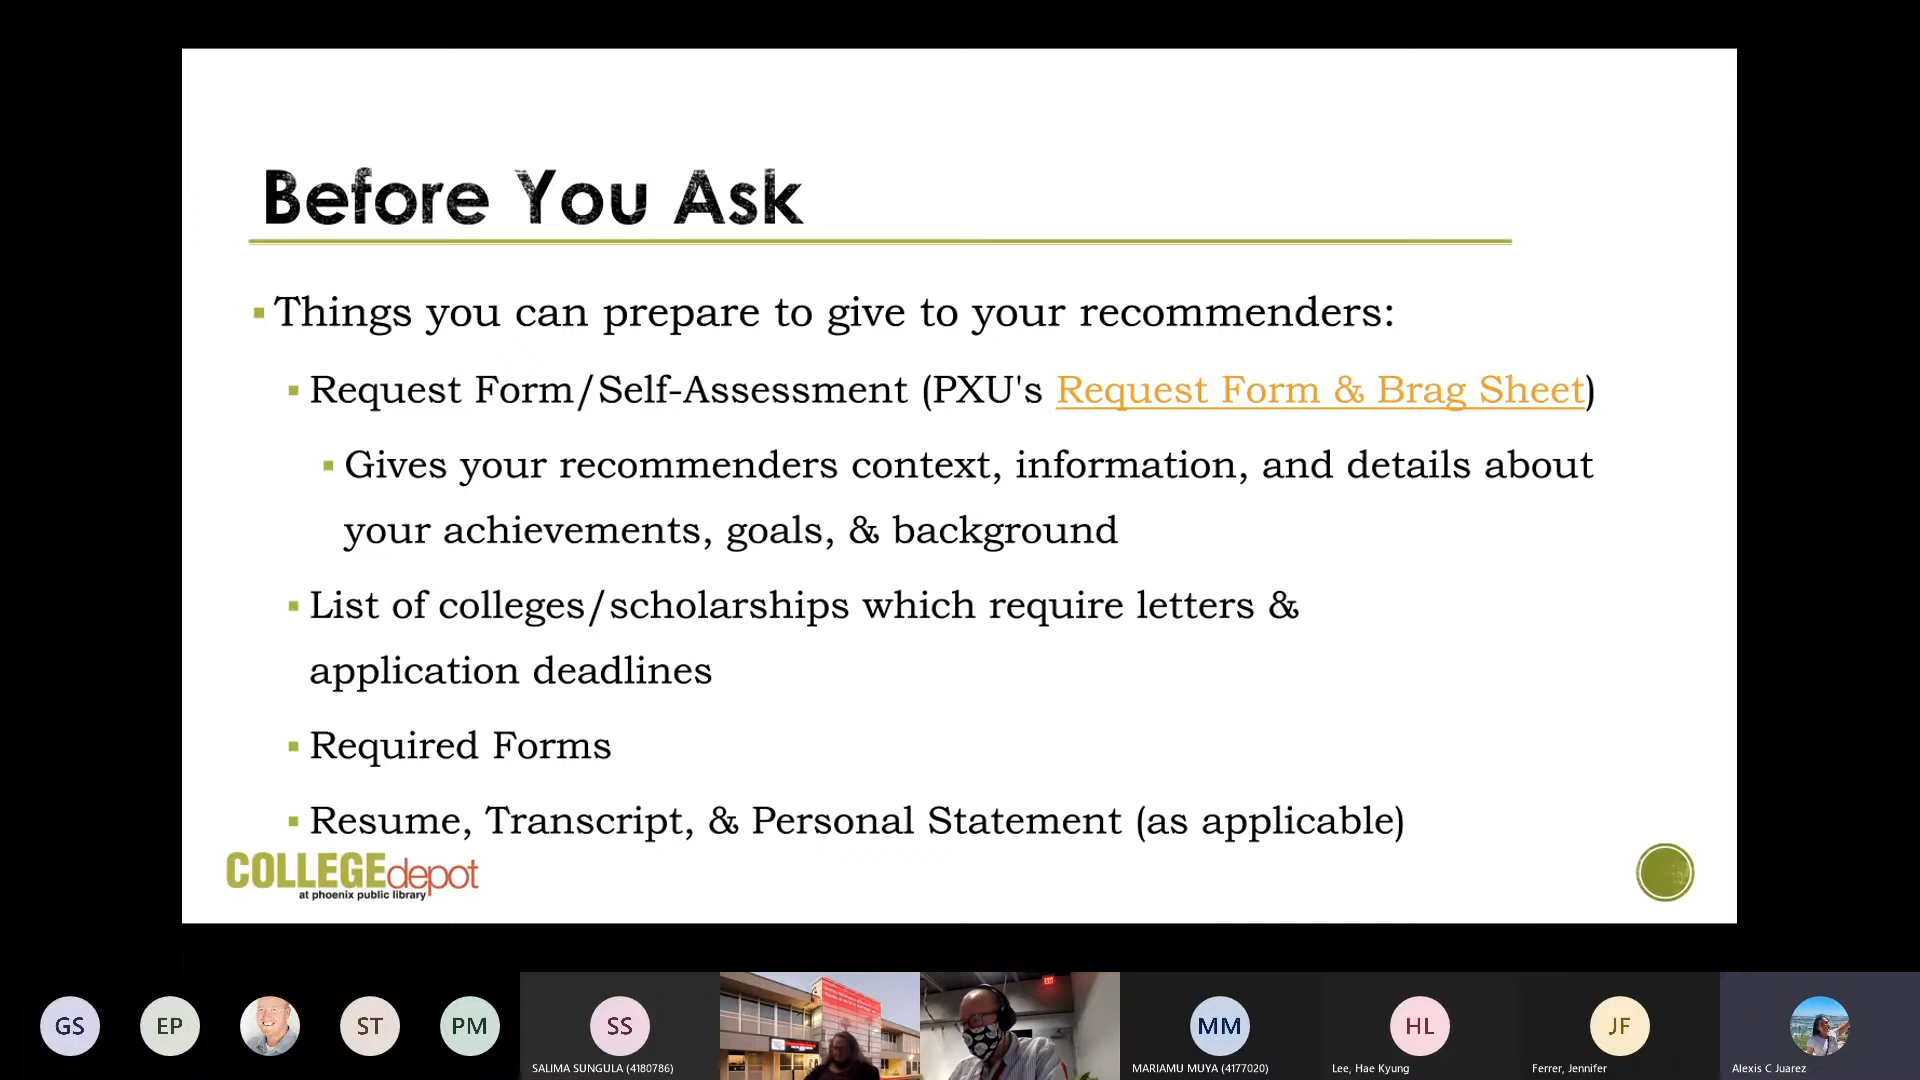 Before You Ask
Things you can prepare to give to your recommenders:
Request Form/Self-Assessment (PXU's Request Form & Brag Sheet)
Gives your recommenders context, information, and details about
your achievements, goals, & background
List of colleges/scholarships which require letters &
application deadlines
Required Forms
Resume, Transcript, & Personal Statement (as applicable)
COLLEGEdepot
at phoenix public library
GS
EP
ST
PM
SS
SALIMA SUNGULA (4180786)
EXIT
MM
MARIAMU MUYA (4177020)
HL
Lee, Hae Kyung
JF
Ferrer, Jennifer
Alexis C Juarez